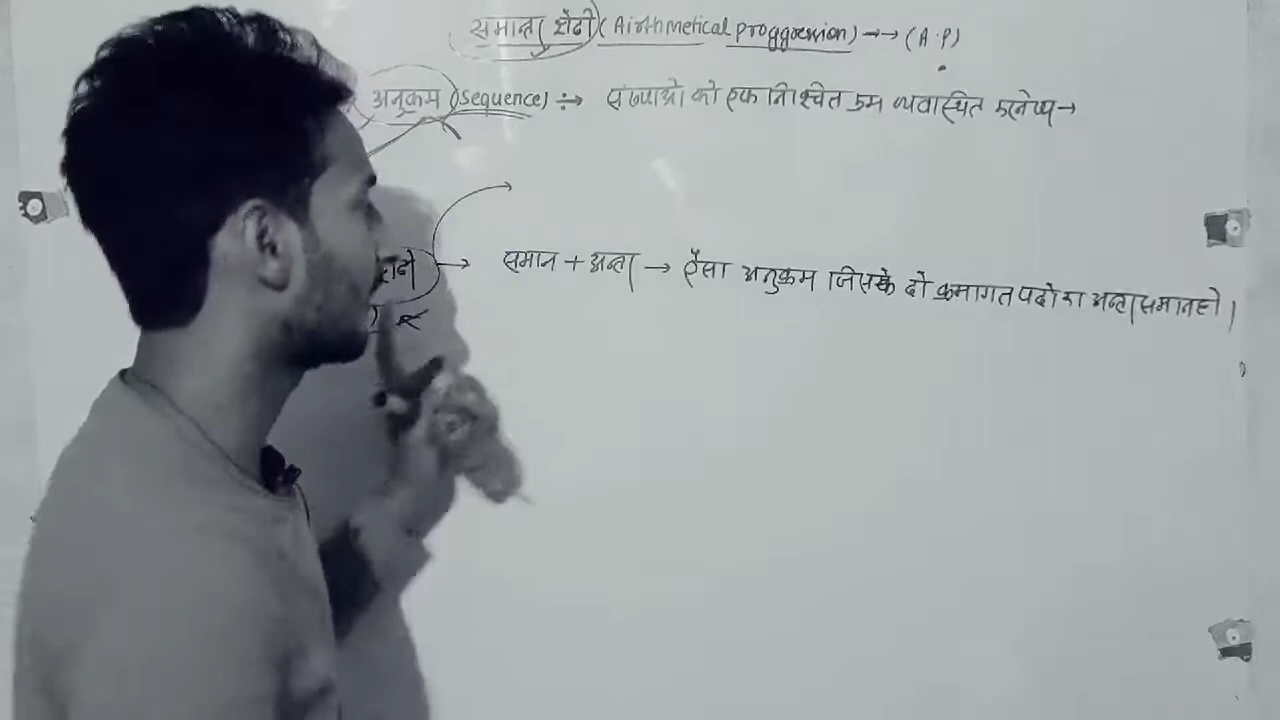 समान्तर श्रेढी (Airthmetical proggression) →→ (A.P)
अनुक्रम (Sequence) ÷→ संख्याओ को एक निश्चित क्रम व्यवास्थित करनेप्प →
ढी → समान + अन्तर → ऐसा अनुक्रम जिसके दो क्रमागत पदो का अन्तर समान हो।